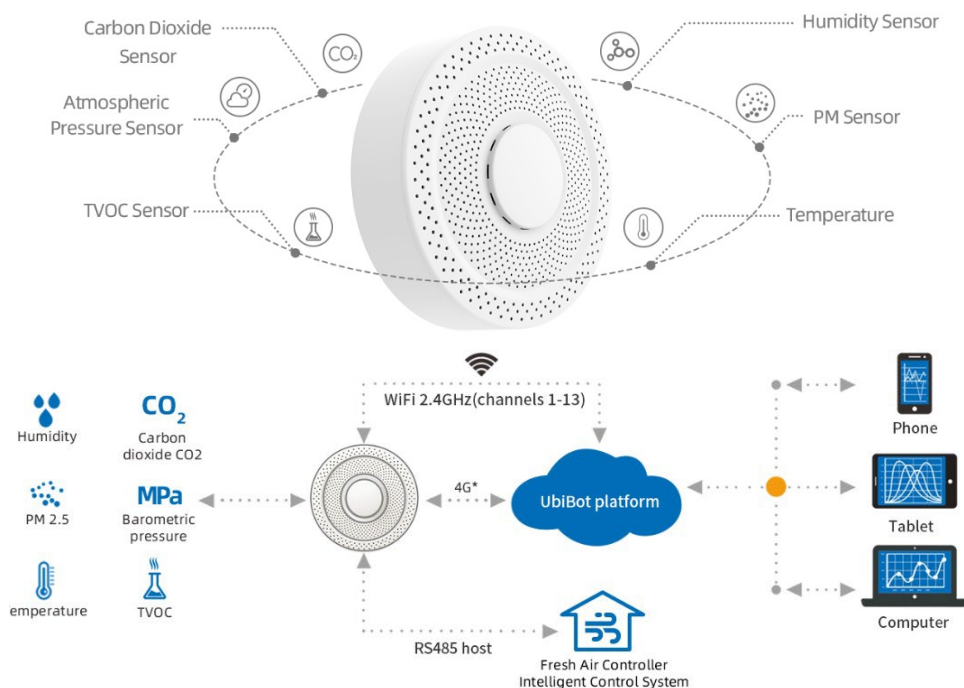 Carbon Dioxide
Sensor
CO₂
Humidity Sensor
Atmospheric
Pressure Sensor
PM Sensor
TVOC Sensor
Temperature
WiFi 2.4GHz(channels 1-13)
Humidity
CO₂
Carbon
dioxide CO2
Phone
PM 2.5
MPa
Barometric
pressure
4G*
UbiBot platform
Tablet
emperature
TVOC
RS485 host
Fresh Air Controller
Intelligent Control System
Computer